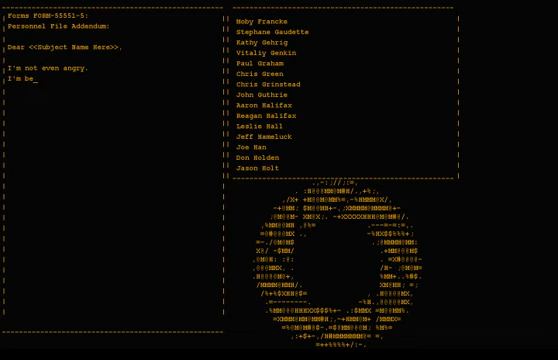 Forms FORM-55551-5:
Personnel File Addendum:
Dear <<Subject Name Here>>,
I'm not even angry.
I'm be_
Moby Francke
Stephane Gaudette
Kathy Gehrig
Vitaliy Genkin
Paul Graham
Chris Green
Chris Grinstead
John Guthrie
Aaron Halifax
Reagan Halifax
Leslie Hall
Jeff Hameluck
Joe Han
Don Holden
Jason Holt